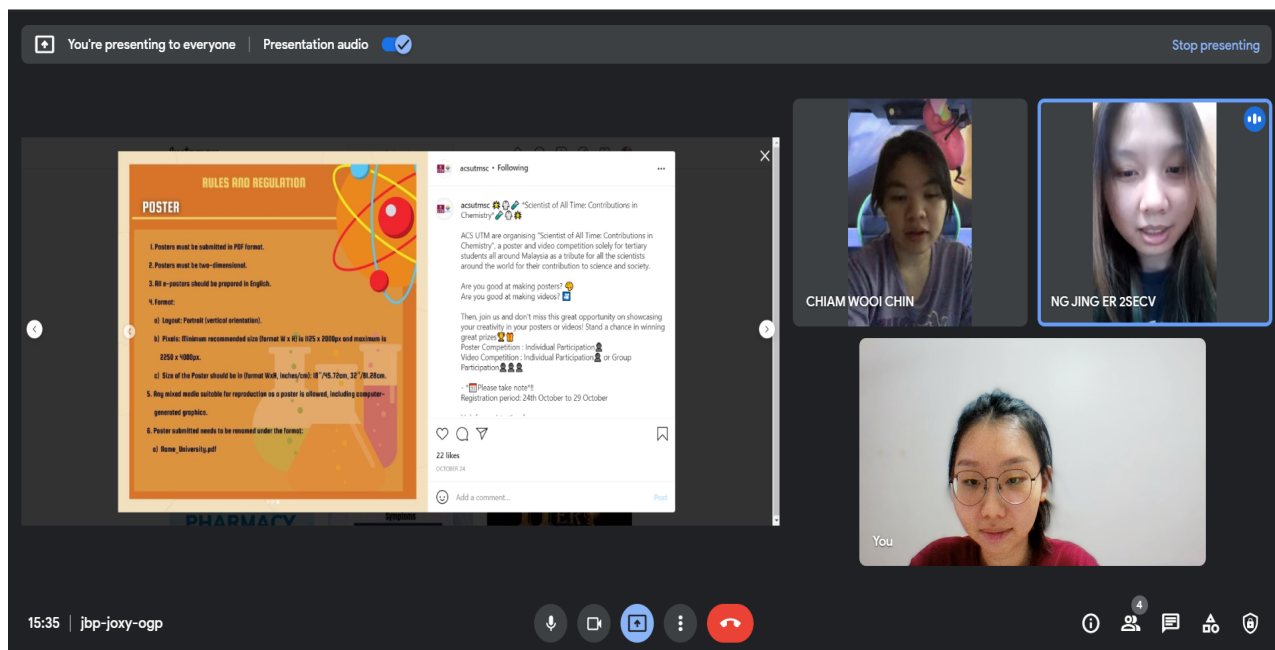 You're presenting to everyone
Presentation audio
Stop presenting
RULES AND REGULATION
POSTER
1. Posters must be submitted in PDF format.
2. Posters must be two-dimensional.
3. All e-posters should be prepared in English.
4. Format:
a) Layout: Portrait (vertical orientation).
b) Pixels: Minimum recommended size (format W x H) is 1125 x 2000px and maximum is
2250 x 4000px.
c) Size of the Poster should be in (format WxH, inches/cm): 18"/45.72cm, 32"/81.28cm.
5. Any mixed media suitable for reproduction as a poster is allowed, including computer-
generated graphics.
6. Poster submitted needs to be renamed under the format:
a) Name_University.pdf
acsutmsc • Following
acsutmsc "Scientist of All Time: Contributions in
Chemistry"
ACS UTM are organising "Scientist of All Time: Contributions in
Chemistry", a poster and video competition solely for tertiary
students all around Malaysia as a tribute for all the scientists
around the world for their contribution to science and society.
Are you good at making posters?
Are you good at making videos?
Then, join us and don't miss this great opportunity on showcasing
your creativity in your posters or videos! Stand a chance in winning
great prizes
Poster Competition : Individual Participation
Video Competition : Individual Participation or Group
Participation
- *Please take note*!!
Registration period: 24th October to 29 October
22 likes
OCTOBER 24
Add a comment...
Post
PHARMACY
Symptoms
CHIAM WOOI CHIN
NG JING ER 2SECV
You
15:35
jbp-joxy-ogp
4